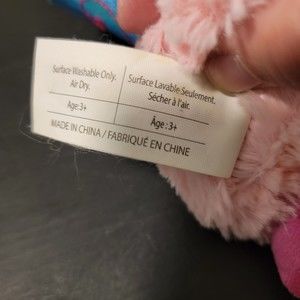 Surface Washable Only.
Air Dry.
Age: 3+
Surface Lavable Seulement.
Sécher à l'air.
Âge : 3+
MADE IN CHINA / FABRIQUÉ EN CHINE